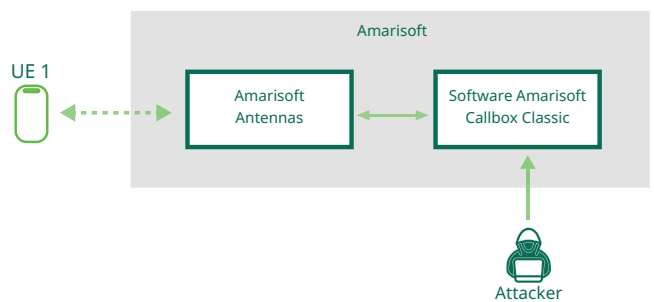 Amarisoft
UE 1
Amarisoft
Antennas
Software Amarisoft
Callbox Classic
Attacker